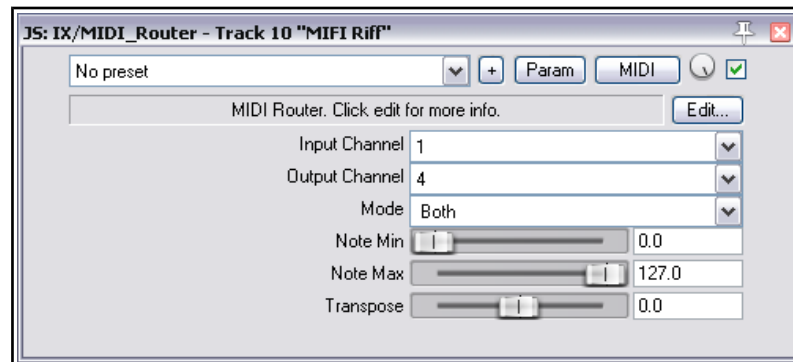 JS: IX/MIDI_Router - Track 10 "MIFI Riff"
No preset + Param MIDI
MIDI Router. Click edit for more info. Edit...
Input Channel 1
Output Channel 4
Mode Both
Note Min 0.0
Note Max 127.0
Transpose 0.0